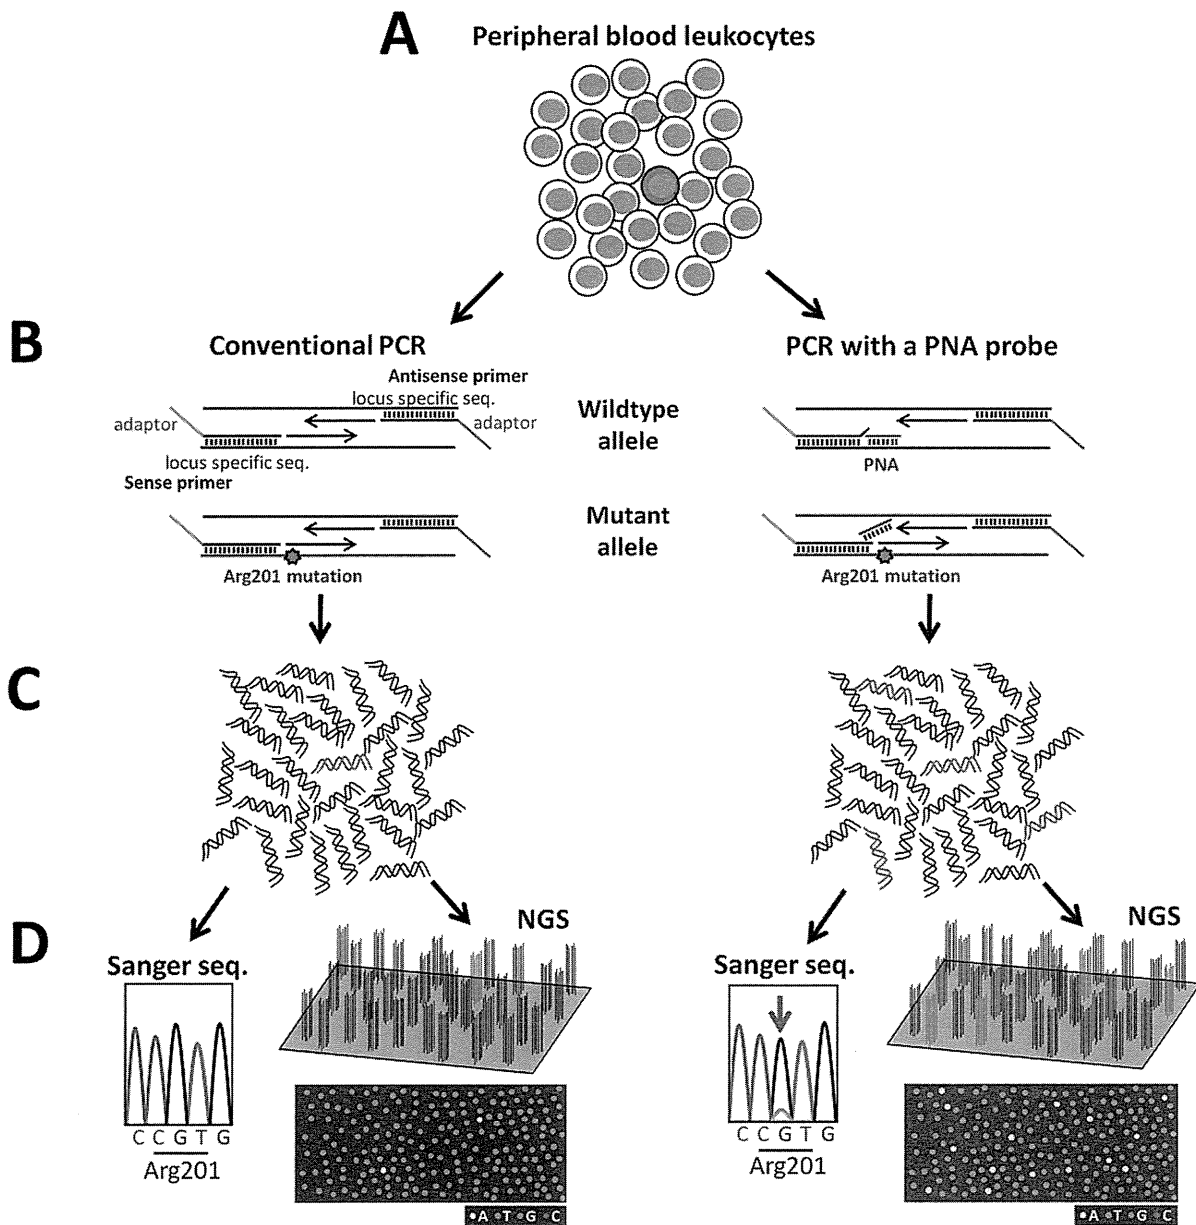 A
Peripheral blood leukocytes
B
Conventional PCR
PCR with a PNA probe
Antisense primer
locus specific seq.
adaptor
adaptor
locus specific seq.
Sense primer
Wildtype
allele
PNA
Mutant
allele
Arg201 mutation
Arg201 mutation
C
D
Sanger seq.
NGS
C C G T G
Arg201
A T G C
Sanger seq.
NGS
C C G T G
Arg201
A T G C